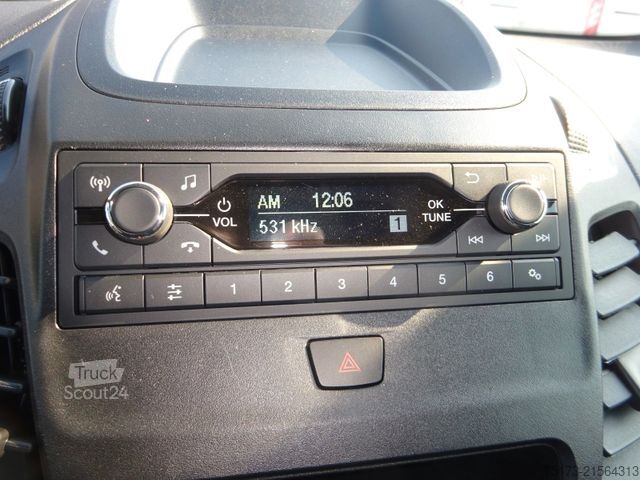 AM 12:06
531 kHz 1
VOL
OK
TUNE
1 2 3 4 5 6
Truck
Scout24